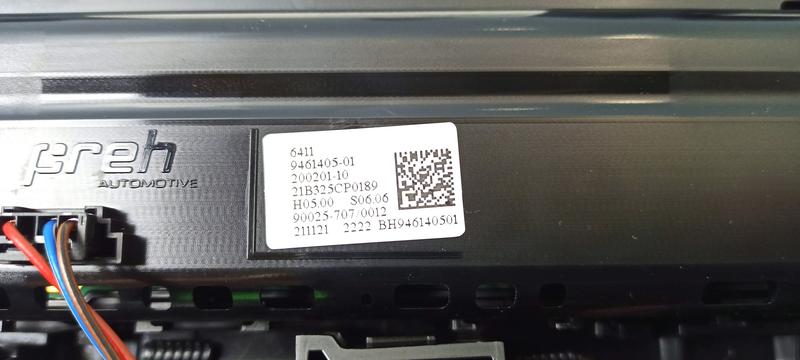 preh
AUTOMOTIVE
6411
9461405-01
200201-10
21B325CP0189
H05.00 S06.06
90025-707/0012
211121 2222 BH946140501